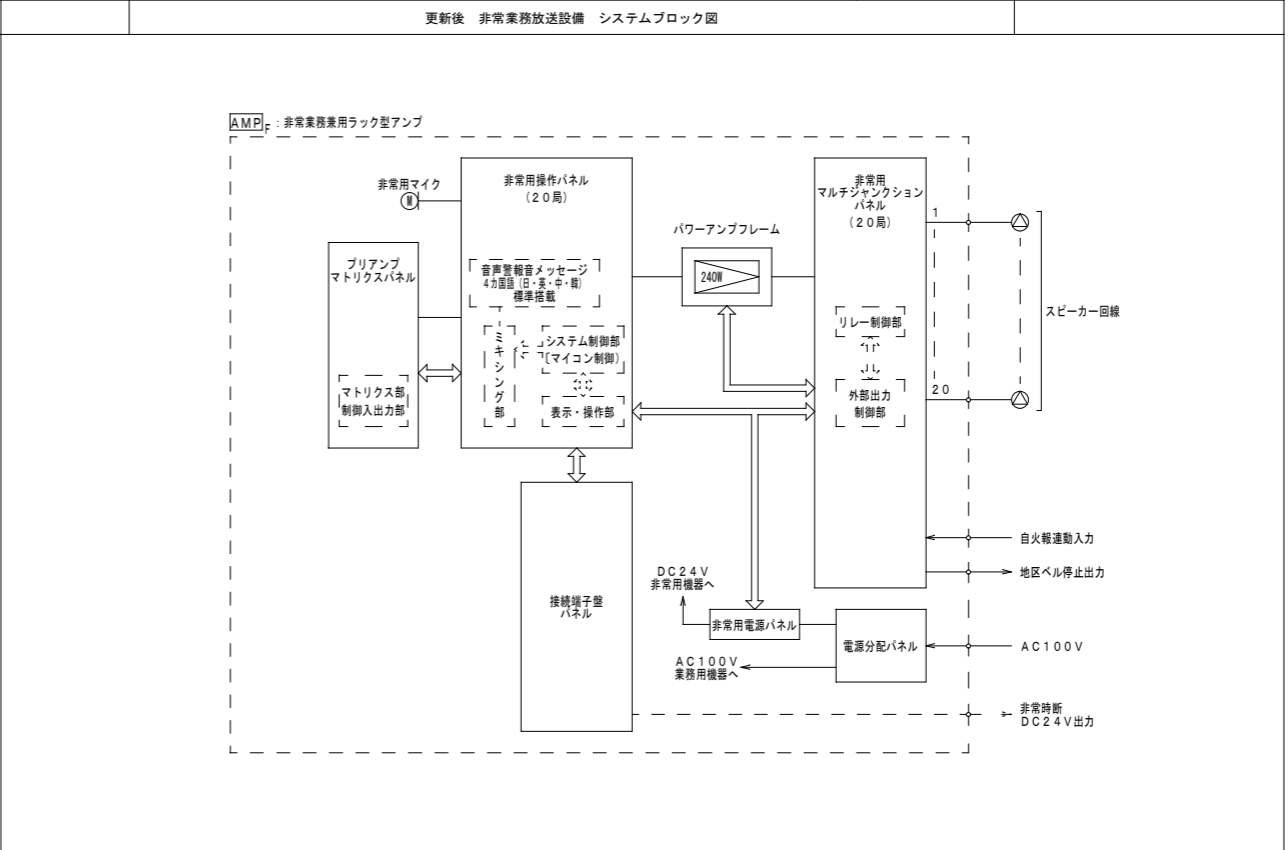 更新後　非常業務放送設備　システムブロック図
AMP F ：非常業務兼用ラック型アンプ
非常用マイク
M
非常用操作パネル
（２０局）
非常用
マルチジャンクション
パネル
（２０局）
プリアンプ
マトリクスパネル
音声警報音メッセージ
４カ国語（日・英・中・韓）
標準搭載
パワーアンプフレーム
240W
1
スピーカー回線
リレー制御部
ミキシング部
システム制御部
（マイコン制御）
マトリクス部
制御入出力部
表示・操作部
外部出力
制御部
２０
自火報連動入力
地区ベル停止出力
接続端子盤
パネル
ＤＣ２４Ｖ
非常用機器へ
非常用電源パネル
電源分配パネル
ＡＣ１００Ｖ
ＡＣ１００Ｖ
業務用機器へ
非常時断
ＤＣ２４Ｖ出力